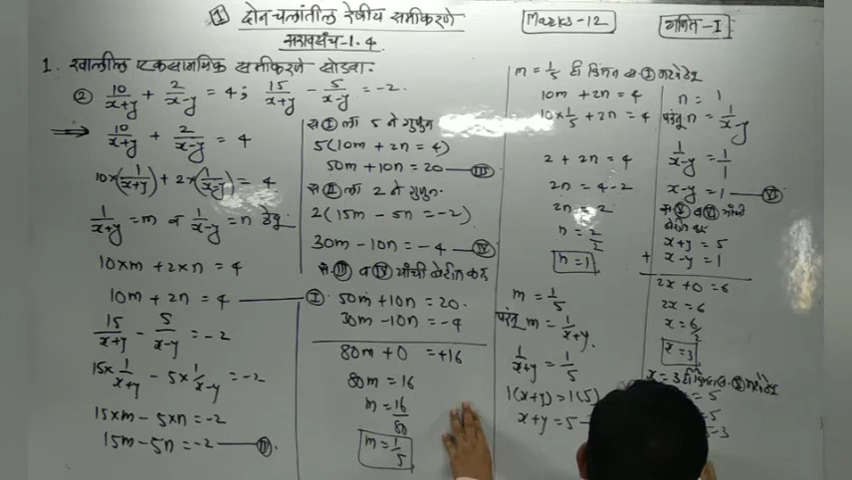 ① दोन चलांतील रेषीय समीकरणे
Marks-12
गणित-I
सरावसंच-1.4
1. खालील एकसामयिक समीकरणे सोडवा.
② 10/x+y + 2/x-y = 4; 15/x+y - 5/x-y = -2.
⇒ 10/x+y + 2/x-y = 4
10×(1/x+y) + 2×(1/x-y) = 4
1/x+y = m व 1/x-y = n ठेवू.
10×m + 2×n = 4
10m + 2n = 4 — Ⅰ
15/x+y - 5/x-y = -2
15×1/x+y - 5×1/x-y = -2
15×m - 5×n = -2
15m - 5n = -2 — Ⅱ
स Ⅰ ला 5 ने गुणून
5(10m + 2n = 4)
50m + 10n = 20 — Ⅲ
स Ⅱ ला 2 ने गुणून.
2(15m - 5n = -2)
30m - 10n = -4 — Ⅳ
स Ⅲ व Ⅳ यांची बेरीज करू
50m + 10n = 20.
30m - 10n = -4
80m + 0 = +16
80m = 16
m = 16/80
m = 1/5
m = 1/5 ही किंमत स Ⅰ मध्ये ठेवू
10m + 2n = 4
10×1/5 + 2n = 4
2 + 2n = 4
2n = 4-2
2n = 2
n = 2/2
n = 1
m = 1/5
परंतु m = 1/x+y.
1/x+y = 1/5
1(x+y) = 1(5)
x+y = 5
n = 1
परंतु n = 1/x-y
1/x-y = 1/1
x-y = 1 — Ⅵ
स Ⅴ व Ⅵ यांची
बेरीज करू
x+y = 5
+ x-y = 1
2x+0 = 6
2x = 6
x = 6/2
x = 3
x = 3 ही किंमत स. Ⅴ मध्ये ठेवू
= 5
= 5
-3